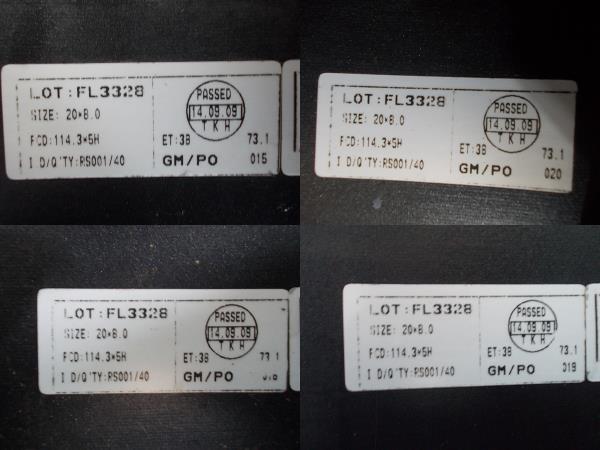 LOT:FL3328
SIZE: 20*8.0
PCD:114.3*5H
I D/Q'TY:RS001/40
PASSED
14.09.09
TKH
ET:38
73.1
GM/PO
015
LOT:FL3328
SIZE: 20*8.0
PCD:114.3*5H
I D/Q'TY:RS001/40
PASSED
14.09.09
TKH
ET:38
73.1
GM/PO
020
LOT:FL3328
SIZE: 20*8.0
PCD:114.3*5H
I D/Q'TY:RS001/40
PASSED
14.09.09
TKH
ET:38
73.1
GM/PO
LOT:FL3328
SIZE: 20*8.0
PCD:114.3*5H
I D/Q'TY:RS001/40
PASSED
14.09.09
TKH
ET:38
73.1
GM/PO
019